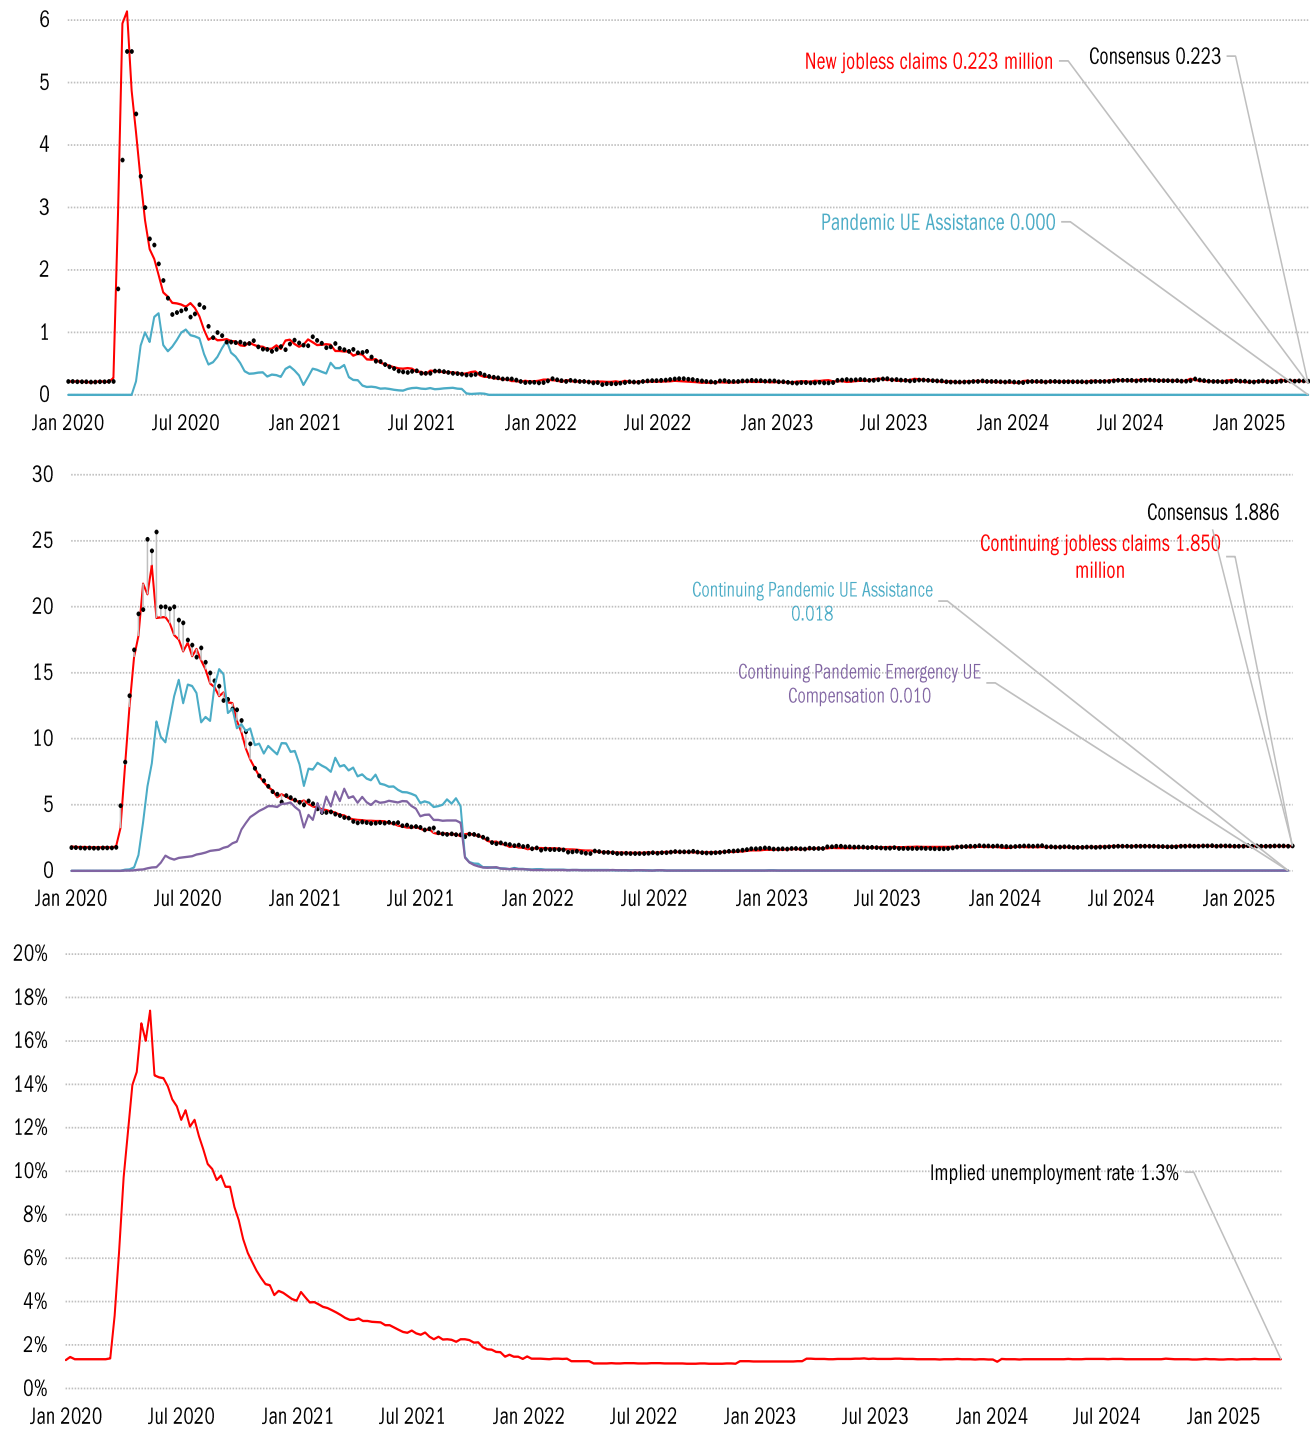 6
5
4
3
2
1
0
New jobless claims 0.223 million
Consensus 0.223
Pandemic UE Assistance 0.000
Jan 2020 Jul 2020 Jan 2021 Jul 2021 Jan 2022 Jul 2022 Jan 2023 Jul 2023 Jan 2024 Jul 2024 Jan 2025
30
25
20
15
10
5
0
Consensus 1.886
Continuing jobless claims 1.850
million
Continuing Pandemic UE Assistance
0.018
Continuing Pandemic Emergency UE
Compensation 0.010
Jan 2020 Jul 2020 Jan 2021 Jul 2021 Jan 2022 Jul 2022 Jan 2023 Jul 2023 Jan 2024 Jul 2024 Jan 2025
20%
18%
16%
14%
12%
10%
8%
6%
4%
2%
0%
Implied unemployment rate 1.3%
Jan 2020 Jul 2020 Jan 2021 Jul 2021 Jan 2022 Jul 2022 Jan 2023 Jul 2023 Jan 2024 Jul 2024 Jan 2025